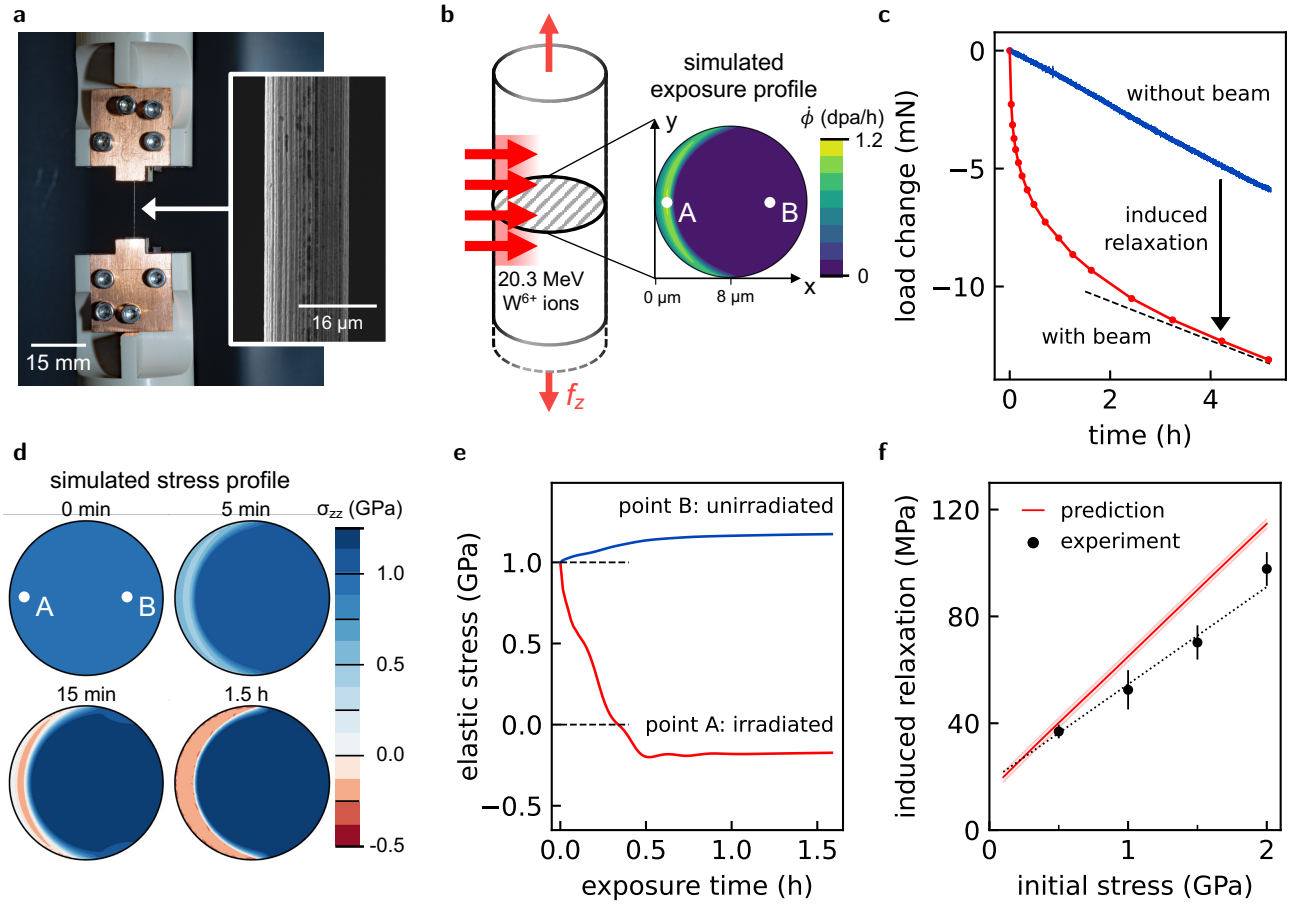 a
15 mm
16 μm
b
simulated
exposure profile
y
A
B
x
0 μm
8 μm
ϕ̇ (dpa/h)
1.2
0
20.3 MeV
W⁶⁺ ions
f_z
c
0
−5
−10
load change (mN)
without beam
induced
relaxation
with beam
0
2
4
time (h)
d
simulated stress profile
0 min
5 min
σ_zz (GPa)
A
B
15 min
1.5 h
1.0
0.5
0.0
-0.5
e
point B: unirradiated
point A: irradiated
1.0
0.5
0.0
−0.5
elastic stress (GPa)
0.0
0.5
1.0
1.5
exposure time (h)
f
prediction
experiment
120
80
40
0
induced relaxation (MPa)
0
1
2
initial stress (GPa)